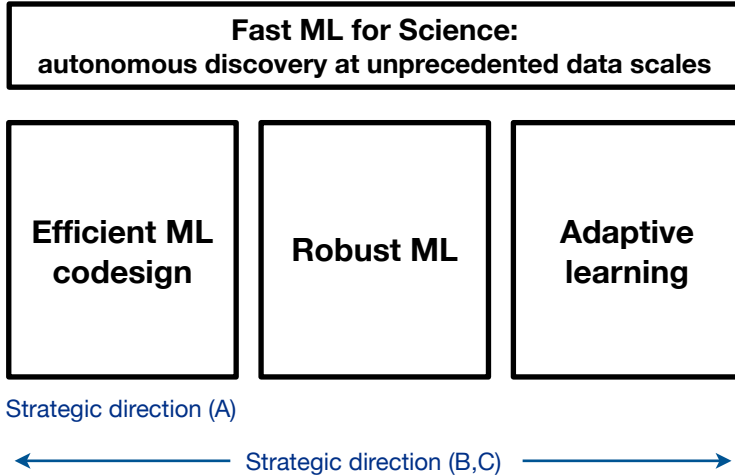 Fast ML for Science:
autonomous discovery at unprecedented data scales
Efficient ML
codesign
Robust ML
Adaptive
learning
Strategic direction (A)
Strategic direction (B,C)